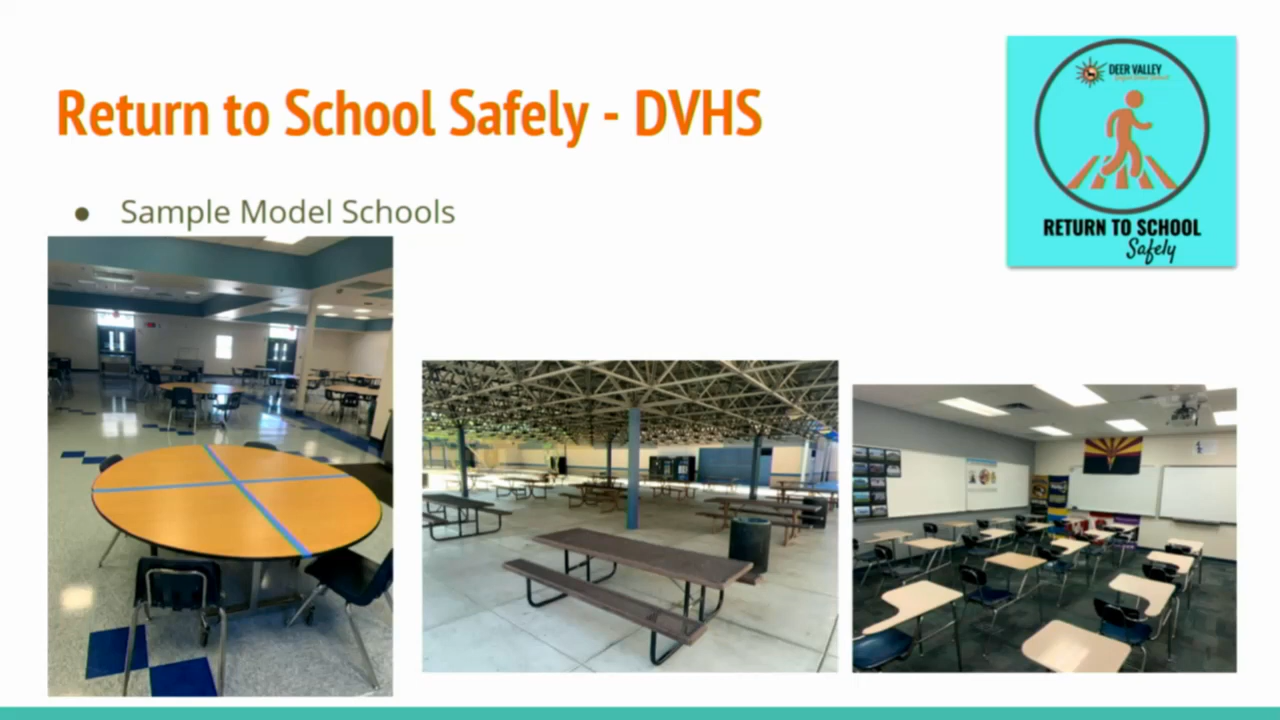 Return to School Safely - DVHS
● Sample Model Schools
DEER VALLEY
RETURN TO SCHOOL
Safely